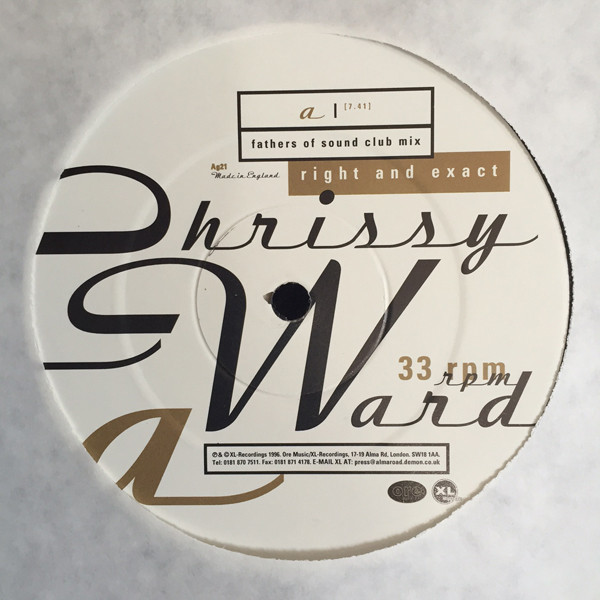 a | [7.41]
fathers of sound club mix
Ag21
Made in England
right and exact
Chrissy
Ward
33 rpm
rpm
a
℗& ©XL-Recordings 1996. Ore Music/XL-Recordings, 17-19 Alma Rd, London. SW18 1AA.
Tel: 0181 870 7511. Fax: 0181 871 4178. E-MAIL XL AT: press@almaroad.demon.co.uk
ore
XL